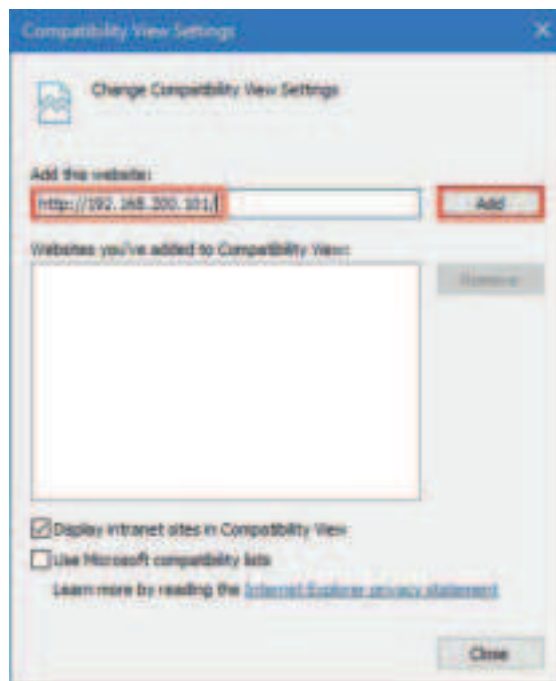 Compatibility View Settings
Change Compatibility View Settings
Add this website:
http://192.168.200.101/
Add
Websites you've added to Compatibility View:
Remove
Display intranet sites in Compatibility View
Use Microsoft compatibility lists
Learn more by reading the Internet Explorer privacy statement
Close